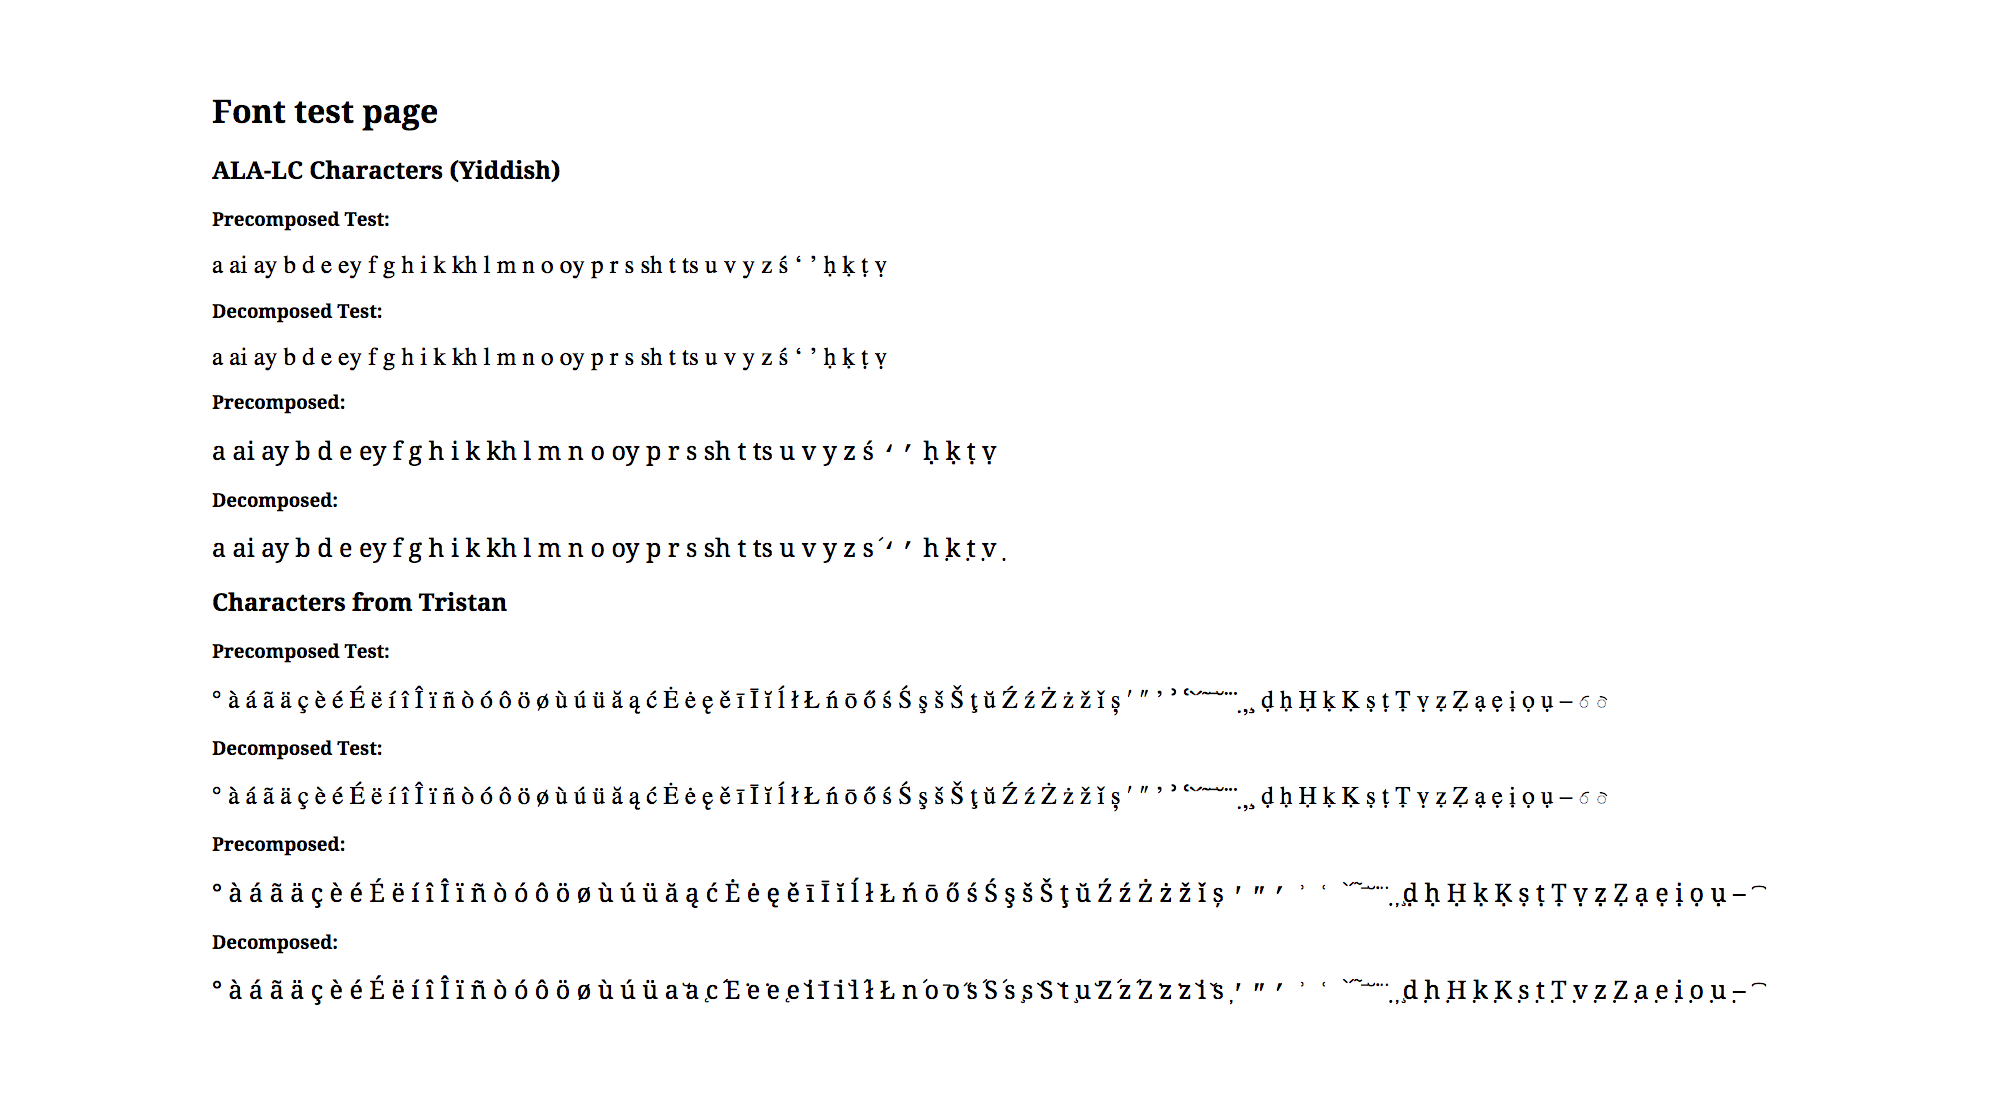 Font test page
ALA-LC Characters (Yiddish)
Precomposed Test:
a ai ay b d e ey f g h i k kh l m n o oy p r s sh t ts u v y z ś ‘ ’ ḥ ḳ ṭ ṿ
Decomposed Test:
a ai ay b d e ey f g h i k kh l m n o oy p r s sh t ts u v y z ś ‘ ’ ḥ ḳ ṭ ṿ
Precomposed:
a ai ay b d e ey f g h i k kh l m n o oy p r s sh t ts u v y z ś ‘ ’ ḥ ḳ ṭ ṿ
Decomposed:
a ai ay b d e ey f g h i k kh l m n o oy p r s sh t ts u v y z ś ‘ ’ ḥ ḳ ṭ ṿ
Characters from Tristan
Precomposed Test:
° à á ã ä ç è é É ë í î Î ï ñ ò ó ô ö ø ù ú ü ă ą ć Ė ė ę ě ī Ī ĭ Í ł Ł ń ō ő ś Ś ş š Š ţ ŭ Ź ź Ż ż ž ǐ ș ʹ ʺ ʼ ʾ ʿ ḍ ḥ Ḥ ḳ Ḳ ṣ ṭ Ṭ ṿ ẓ Ẓ ạ ẹ ị ọ ụ –
Decomposed Test:
° à á ã ä ç è é É ë í î Î ï ñ ò ó ô ö ø ù ú ü ă ą ć Ė ė ę ě ī Ī ĭ Í ł Ł ń ō ő ś Ś ş š Š ţ ŭ Ź ź Ż ż ž ǐ ș ʹ ʺ ʼ ʾ ʿ ḍ ḥ Ḥ ḳ Ḳ ṣ ṭ Ṭ ṿ ẓ Ẓ ạ ẹ ị ọ ụ –
Precomposed:
° à á ã ä ç è é É ë í î Î ï ñ ò ó ô ö ø ù ú ü ă ą ć Ė ė ę ě ī Ī ĭ Í ł Ł ń ō ő ś Ś ş š Š ţ ŭ Ź ź Ż ż ž ǐ ș ʹ ʺ ʼ ʾ ʿ ḍ ḥ Ḥ ḳ Ḳ ṣ ṭ Ṭ ṿ ẓ Ẓ ạ ẹ ị ọ ụ –
Decomposed:
° à á ã ä ç è é É ë í î Î ï ñ ò ó ô ö ø ù ú ü ă ą ć Ė ė ę ě ī Ī ĭ ĺ ł Ł ń ō ő ś Ś ş š Š ţ ŭ Ź ź Ż ż ž ǐ ș ʹ ʺ ʼ ʾ ʿ ḍ ḥ Ḥ ḳ Ḳ ṣ ṭ Ṭ ṿ ẓ Ẓ ạ ẹ ị ọ ụ –